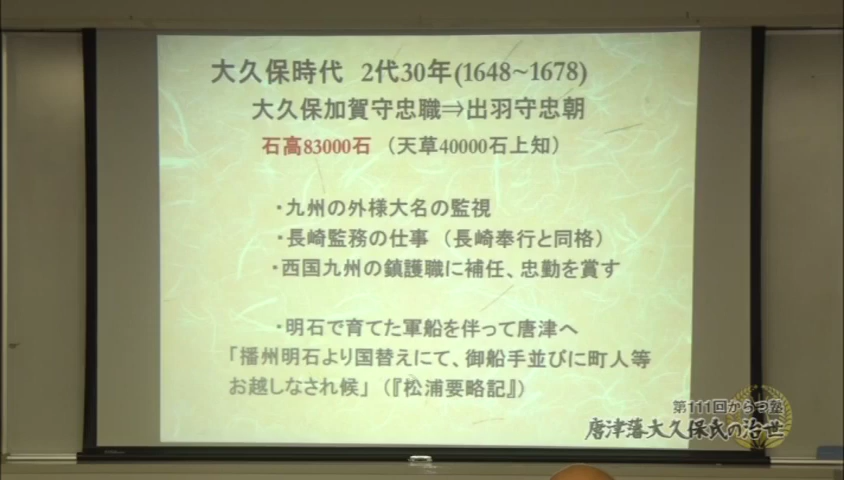 大久保時代 2代30年(1648~1678)
大久保加賀守忠職⇒出羽守忠朝
石高83000石 （天草40000石上知）
・九州の外様大名の監視
・長崎監務の仕事 （長崎奉行と同格）
・西国九州の鎮護職に補任、忠勤を賞す
・明石で育てた軍船を伴って唐津へ
「播州明石より国替えにて、御船手並びに町人等
お越しなされ候」（『松浦要略記』）
第111回からつ塾
唐津藩大久保氏の治世